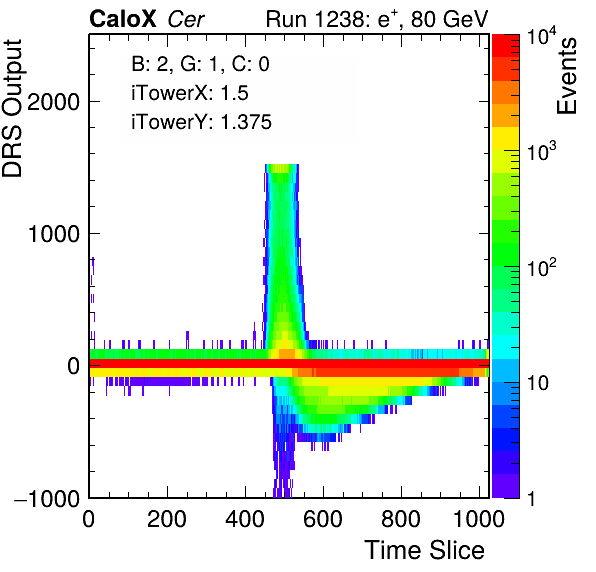 CaloX Cer
Run 1238: e⁺, 80 GeV
B: 2, G: 1, C: 0
iTowerX: 1.5
iTowerY: 1.375
DRS Output
2000
1000
0
−1000
0 200 400 600 800 1000
Time Slice
Events
10⁴
10³
10²
10
1